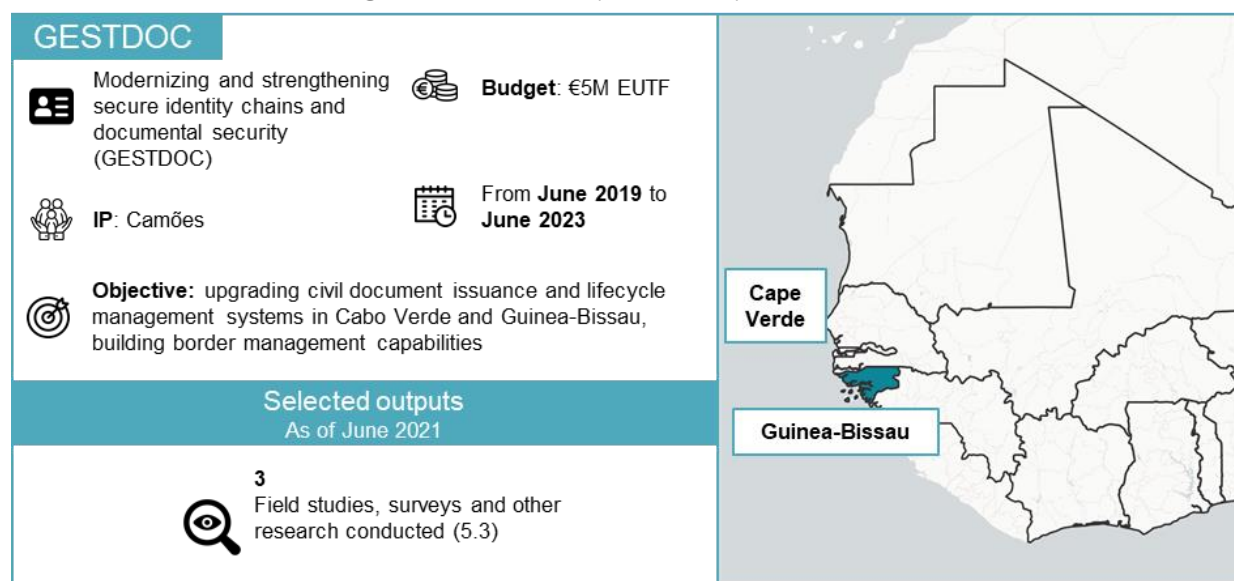 GESTDOC
Modernizing and strengthening
secure identity chains and
documental security
(GESTDOC)
Budget: €5M EUTF
IP: Camões
From June 2019 to
June 2023
Objective: upgrading civil document issuance and lifecycle
management systems in Cabo Verde and Guinea-Bissau,
building border management capabilities
Selected outputs
As of June 2021
3
Field studies, surveys and other
research conducted (5.3)
Cape
Verde
Guinea-Bissau